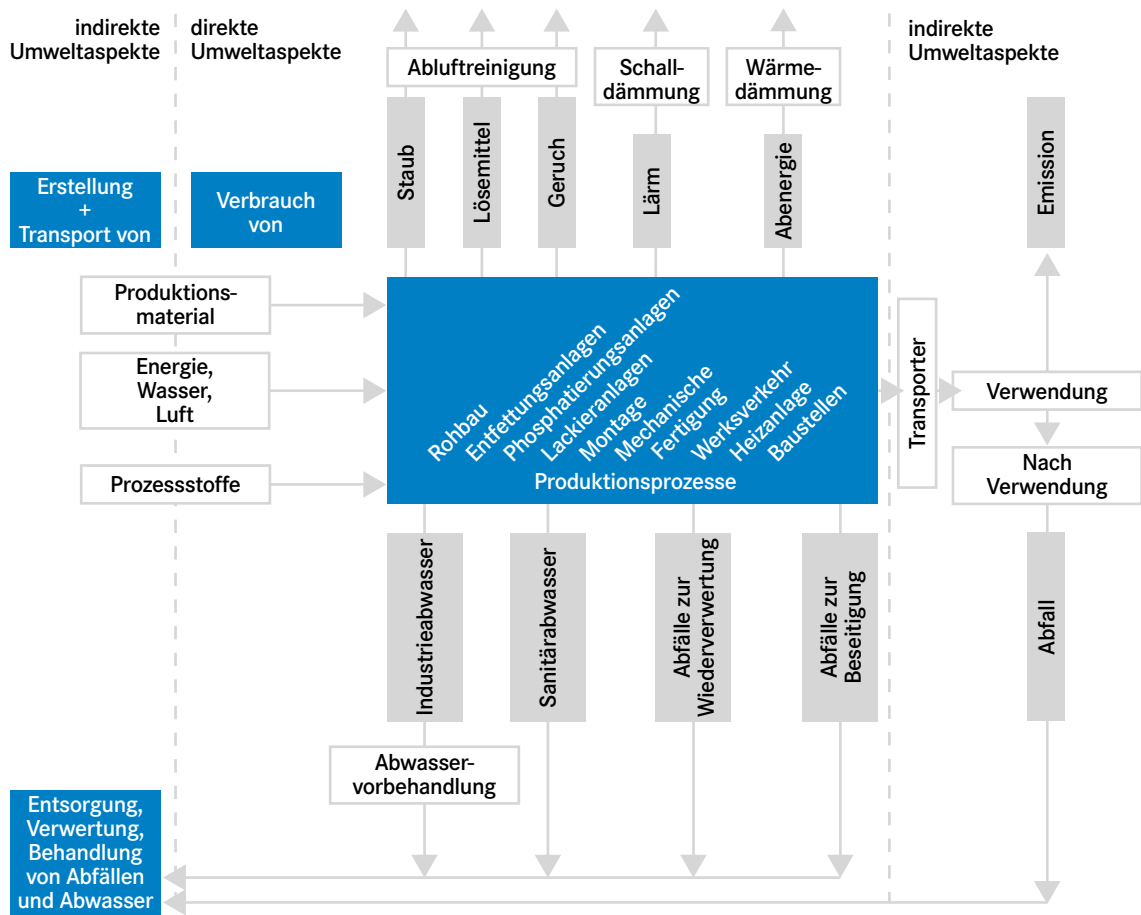 indirekte
Umweltaspekte
direkte
Umweltaspekte
indirekte
Umweltaspekte
Abluftreinigung
Schall-
dämmung
Wärme-
dämmung
Staub
Lösemittel
Geruch
Lärm
Abenergie
Emission
Erstellung
+
Transport von
Verbrauch
von
Produktions-
material
Energie,
Wasser,
Luft
Prozessstoffe
Rohbau
Entfettungsanlagen
Phosphatierungsanlagen
Lackieranlagen
Montage
Mechanische
Fertigung
Werksverkehr
Heizanlage
Baustellen
Produktionsprozesse
Transporter
Verwendung
Nach
Verwendung
Industrieabwasser
Sanitärabwasser
Abfälle zur
Wiederverwertung
Abfälle zur
Beseitigung
Abfall
Abwasser-
vorbehandlung
Entsorgung,
Verwertung,
Behandlung
von Abfällen
und Abwasser